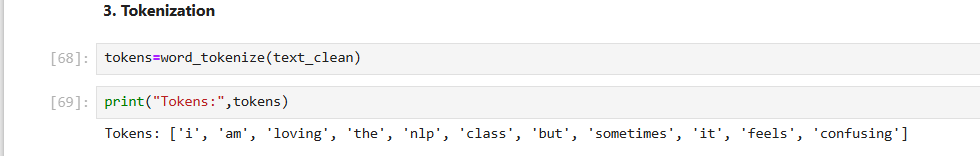 3. Tokenization
[68]: tokens=word_tokenize(text_clean)
[69]: print("Tokens:",tokens)
Tokens: ['i', 'am', 'loving', 'the', 'nlp', 'class', 'but', 'sometimes', 'it', 'feels', 'confusing']